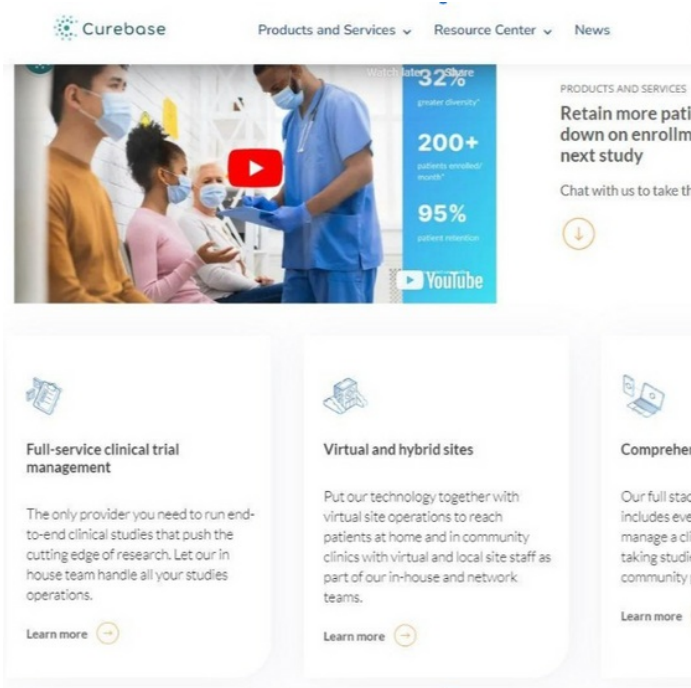 Curebase
Products and Services
Resource Center
News
Watch later
Share
32%
greater diversity*
200+
patients enrolled/
month*
95%
patient retention
YouTube
PRODUCTS AND SERVICES
Retain more pati
down on enrollm
next study
Chat with us to take th
Full-service clinical trial
management
The only provider you need to run end-
to-end clinical studies that push the
cutting edge of research. Let our in
house team handle all your studies
operations.
Learn more
Virtual and hybrid sites
Put our technology together with
virtual site operations to reach
patients at home and in community
clinics with virtual and local site staff as
part of our in-house and network
teams.
Learn more
Comprehen
Our full stac
includes eve
manage a cli
taking studi
community
Learn more